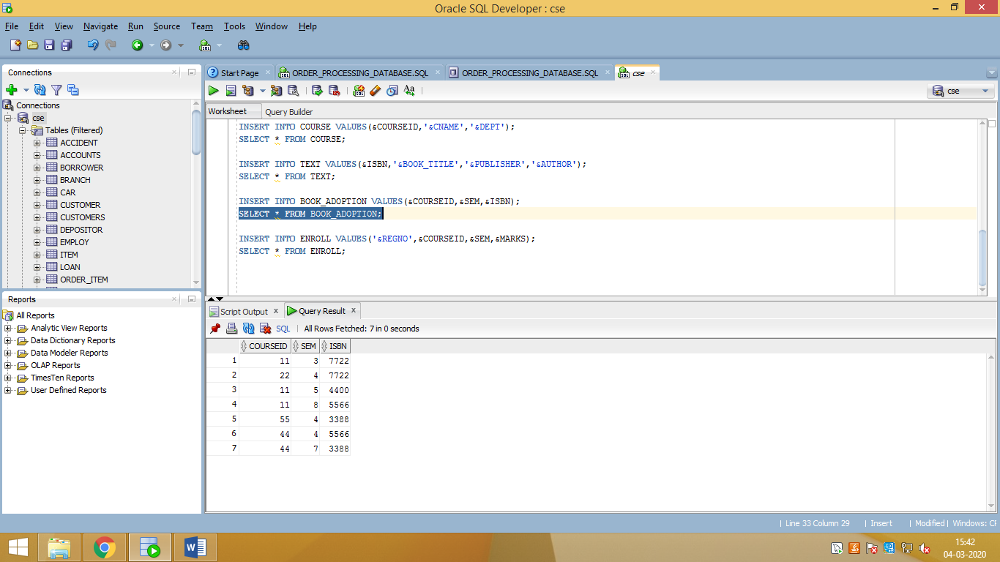 Oracle SQL Developer : cse
File Edit View Navigate Run Source Team Tools Window Help
Connections
Connections
cse
Tables (Filtered)
ACCIDENT
ACCOUNTS
BORROWER
BRANCH
CAR
CUSTOMER
CUSTOMERS
DEPOSITOR
EMPLOY
ITEM
LOAN
ORDER_ITEM
Reports
All Reports
Analytic View Reports
Data Dictionary Reports
Data Modeler Reports
OLAP Reports
TimesTen Reports
User Defined Reports
Start Page ORDER_PROCESSING_DATABASE.SQL ORDER_PROCESSING_DATABASE.SQL cse
cse
Worksheet Query Builder
INSERT INTO COURSE VALUES(&COURSEID,'&CNAME','&DEPT');
SELECT * FROM COURSE;
INSERT INTO TEXT VALUES(&ISBN,'&BOOK_TITLE','&PUBLISHER','&AUTHOR');
SELECT * FROM TEXT;
INSERT INTO BOOK_ADOPTION VALUES(&COURSEID,&SEM,&ISBN);
SELECT * FROM BOOK_ADOPTION;
INSERT INTO ENROLL VALUES('&REGNO',&COURSEID,&SEM,&MARKS);
SELECT * FROM ENROLL;
Script Output x Query Result x
SQL | All Rows Fetched: 7 in 0 seconds
COURSEID SEM ISBN
1 11 3 7722
2 22 4 7722
3 11 5 4400
4 11 8 5566
5 55 4 3388
6 44 4 5566
7 44 7 3388
| Line 33 Column 29 | Insert | Modified | Windows: CF
15:42
04-03-2020